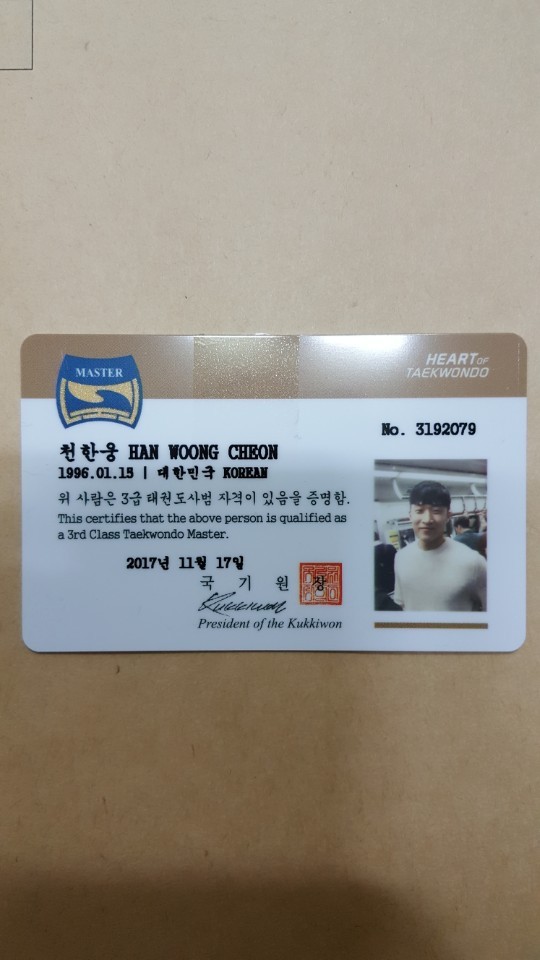 MASTER
HEART OF
TAEKWONDO
No. 3192079
천한웅 HAN WOONG CHEON
1996.01.15 | 대한민국 KOREAN
위 사람은 3급 태권도사범 자격이 있음을 증명함.
This certifies that the above person is qualified as
a 3rd Class Taekwondo Master.
2017년 11월 17일
국 기 원 장
Kukkiwon
President of the Kukkiwon